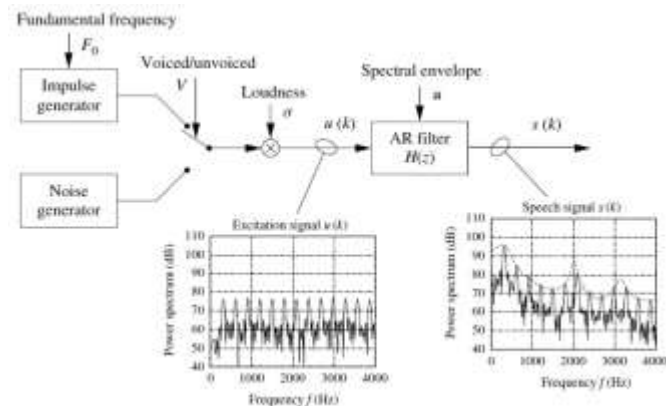 Fundamental frequency
F₀
Impulse
generator
Voiced/unvoiced
V
Loudness
σ
u (k)
Spectral envelope
a
AR filter
H(z)
s (k)
Noise
generator
Excitation signal u(k)
Power spectrum (dB)
110
100
90
80
70
60
50
40
0 1000 2000 3000 4000
Frequency f (Hz)
Speech signal s(k)
Power spectrum (dB)
110
100
90
80
70
60
50
40
0 1000 2000 3000 4000
Frequency f (Hz)